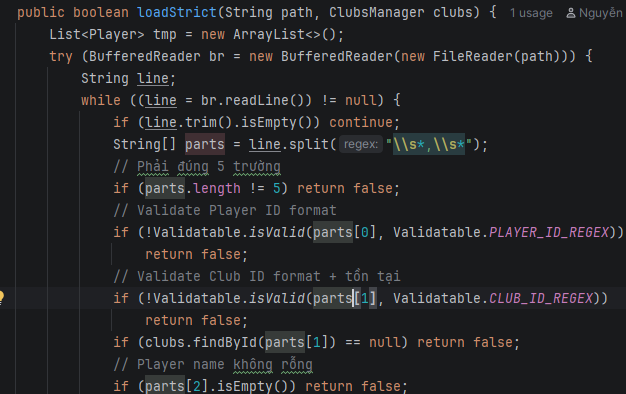 public boolean loadStrict(String path, ClubsManager clubs) { 1 usage Nguyễn
List<Player> tmp = new ArrayList<>();
try (BufferedReader br = new BufferedReader(new FileReader(path))) {
String line;
while ((line = br.readLine()) != null) {
if (line.trim().isEmpty()) continue;
String[] parts = line.split( regex: "\\s*,\\s*");
// Phải đúng 5 trường
if (parts.length != 5) return false;
// Validate Player ID format
if (!Validatable.isValid(parts[0], Validatable.PLAYER_ID_REGEX))
return false;
// Validate Club ID format + tồn tại
if (!Validatable.isValid(parts[1], Validatable.CLUB_ID_REGEX))
return false;
if (clubs.findById(parts[1]) == null) return false;
// Player name không rỗng
if (parts[2].isEmpty()) return false;